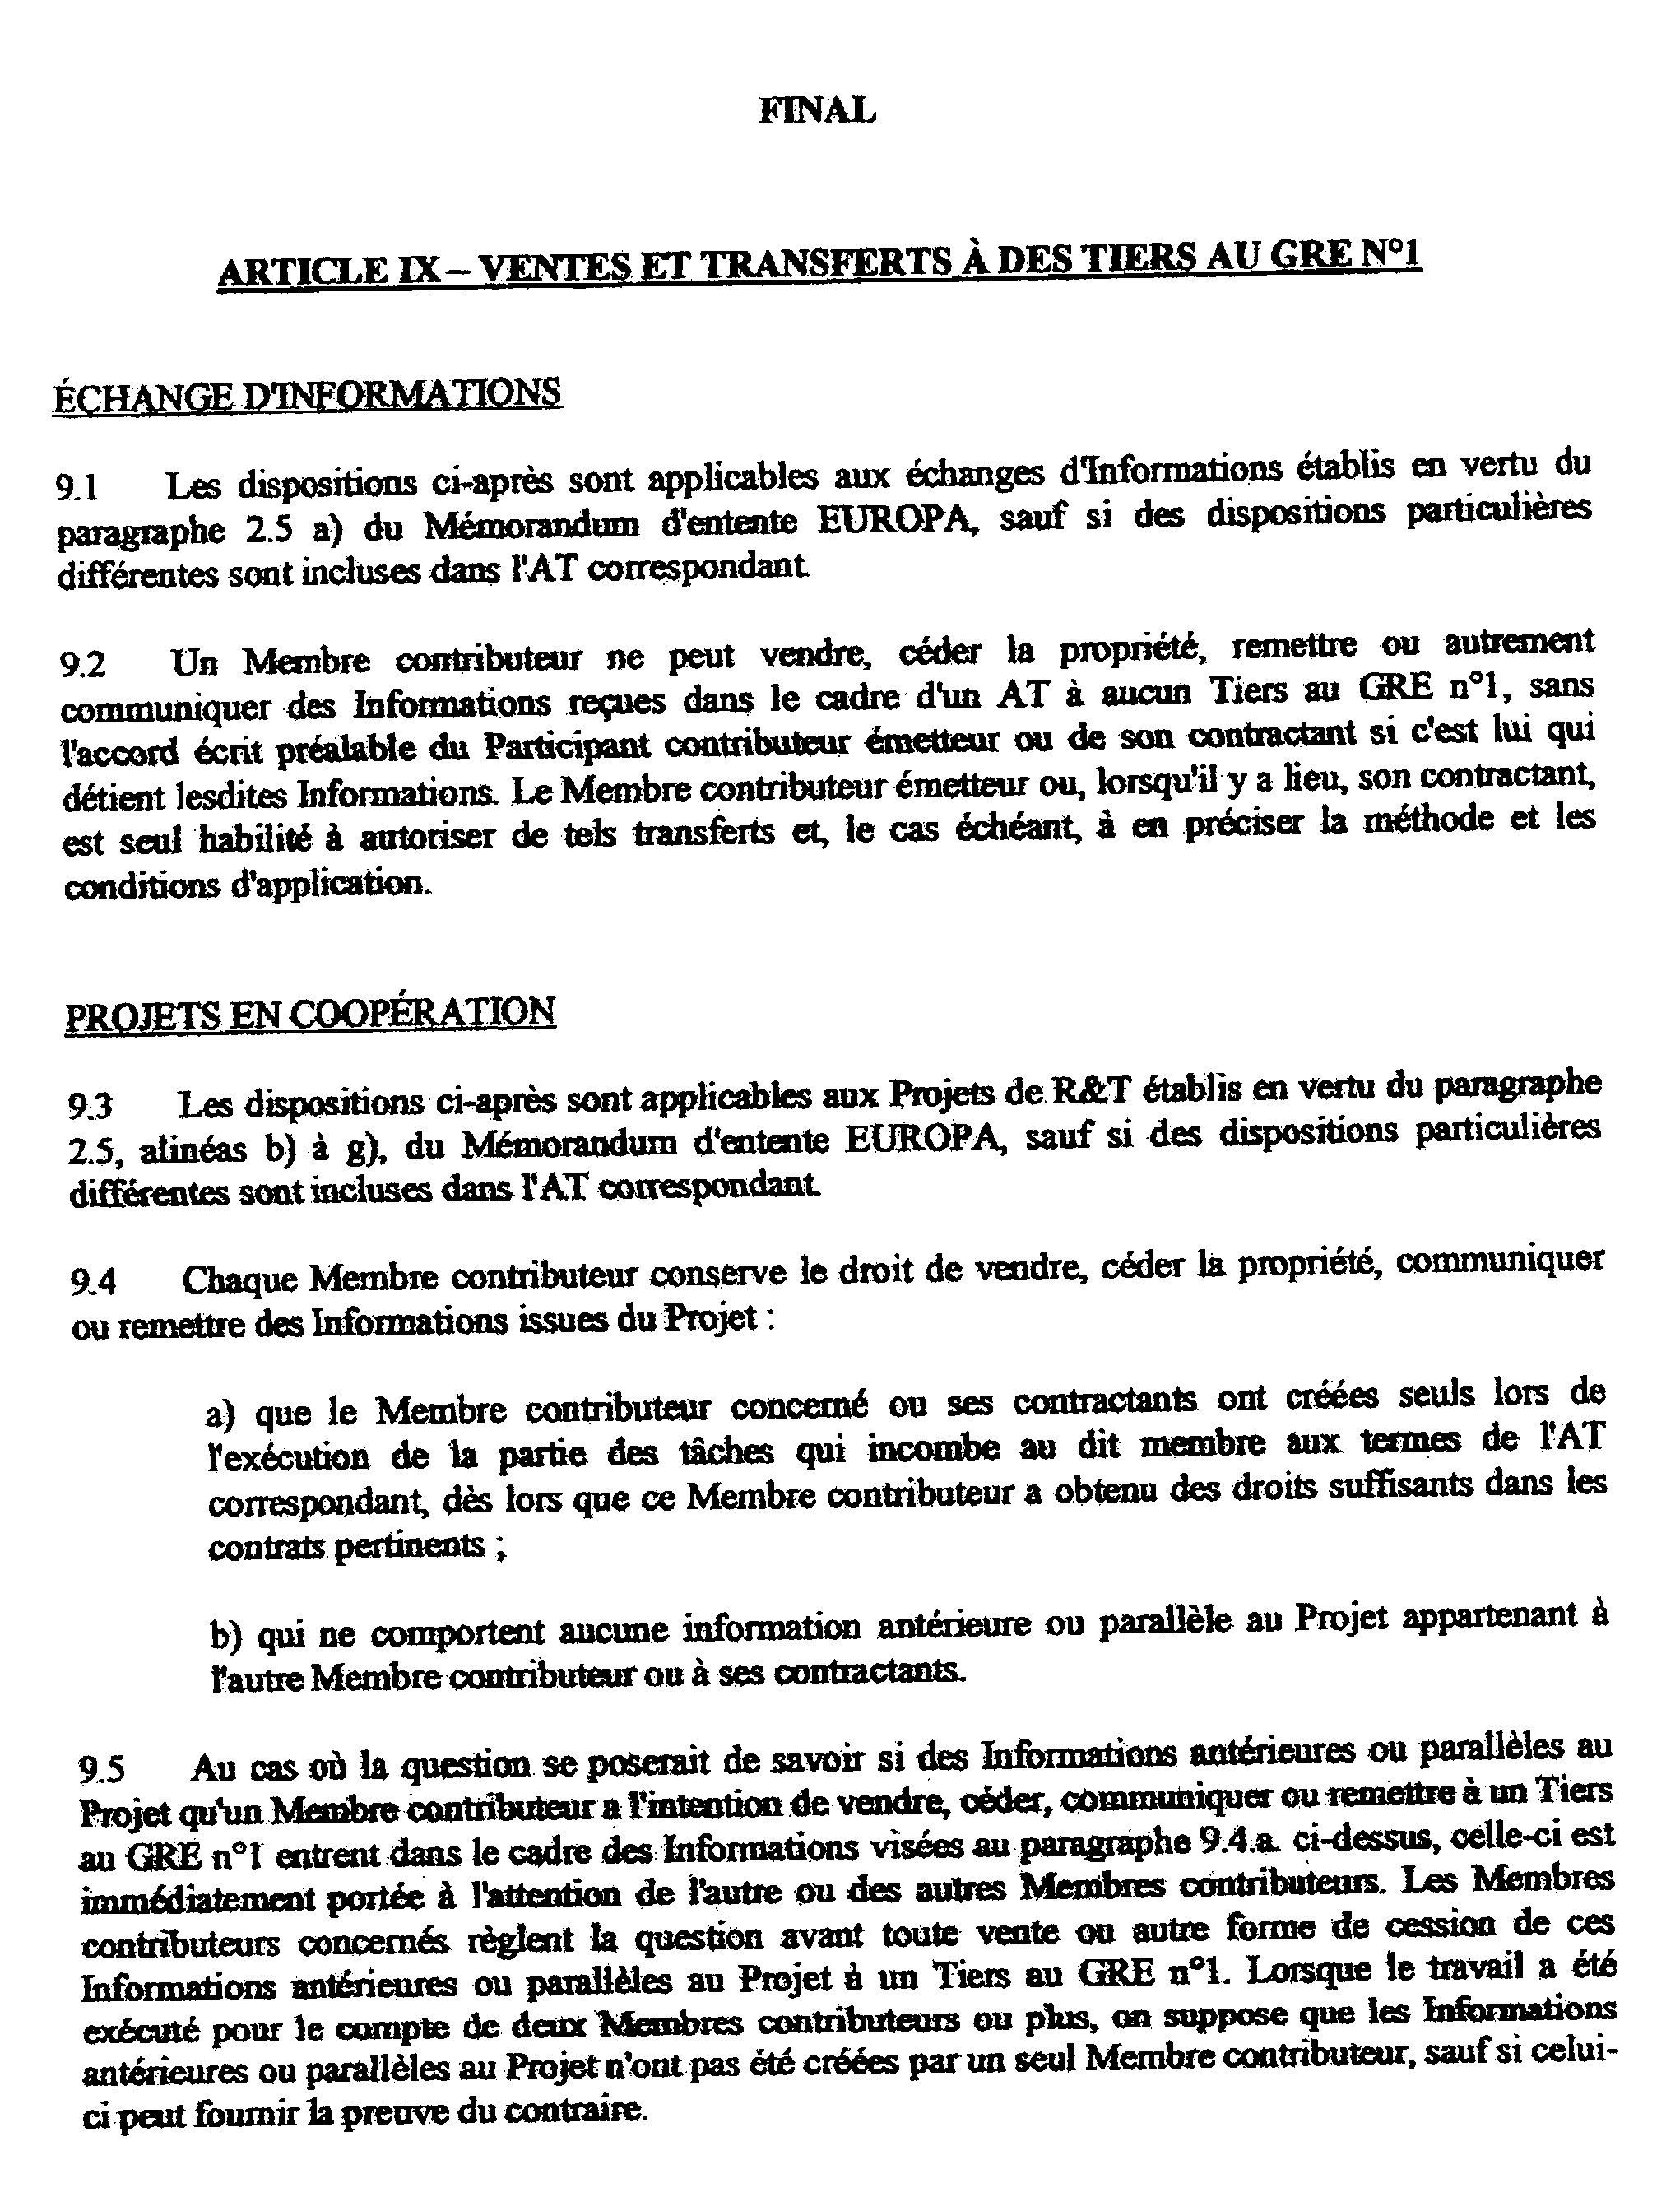 FINAL
ARTICLE IX – VENTES ET TRANSFERTS À DES TIERS AU GRE N°1
ÉCHANGE D'INFORMATIONS
9.1 Les dispositions ci-après sont applicables aux échanges d'Informations établis en vertu du
paragraphe 2.5 a) du Mémorandum d'entente EUROPA, sauf si des dispositions particulières
différentes sont incluses dans l'AT correspondant.
9.2 Un Membre contributeur ne peut vendre, céder la propriété, remettre ou autrement
communiquer des Informations reçues dans le cadre d'un AT à aucun Tiers au GRE n°1, sans
l'accord écrit préalable du Participant contributeur émetteur ou de son contractant si c'est lui qui
détient lesdites Informations. Le Membre contributeur émetteur ou, lorsqu'il y a lieu, son contractant,
est seul habilité à autoriser de tels transferts et, le cas échéant, à en préciser la méthode et les
conditions d'application.
PROJETS EN COOPÉRATION
9.3 Les dispositions ci-après sont applicables aux Projets de R&T établis en vertu du paragraphe
2.5, alinéas b) à g), du Mémorandum d'entente EUROPA, sauf si des dispositions particulières
différentes sont incluses dans l'AT correspondant.
9.4 Chaque Membre contributeur conserve le droit de vendre, céder la propriété, communiquer
ou remettre des Informations issues du Projet :
a) que le Membre contributeur concerné ou ses contractants ont créées seuls lors de
l'exécution de la partie des tâches qui incombe au dit membre aux termes de l'AT
correspondant, dès lors que ce Membre contributeur a obtenu des droits suffisants dans les
contrats pertinents ;
b) qui ne comportent aucune information antérieure ou parallèle au Projet appartenant à
l'autre Membre contributeur ou à ses contractants.
9.5 Au cas où la question se poserait de savoir si des Informations antérieures ou parallèles au
Projet qu'un Membre contributeur a l'intention de vendre, céder, communiquer ou remettre à un Tiers
au GRE n°1 entrent dans le cadre des Informations visées au paragraphe 9.4.a. ci-dessus, celle-ci est
immédiatement portée à l'attention de l'autre ou des autres Membres contributeurs. Les Membres
contributeurs concernés règlent la question avant toute vente ou autre forme de cession de ces
Informations antérieures ou parallèles au Projet à un Tiers au GRE n°1. Lorsque le travail a été
exécuté pour le compte de deux Membres contributeurs ou plus, on suppose que les Informations
antérieures ou parallèles au Projet n'ont pas été créées par un seul Membre contributeur, sauf si celui-
ci peut fournir la preuve du contraire.